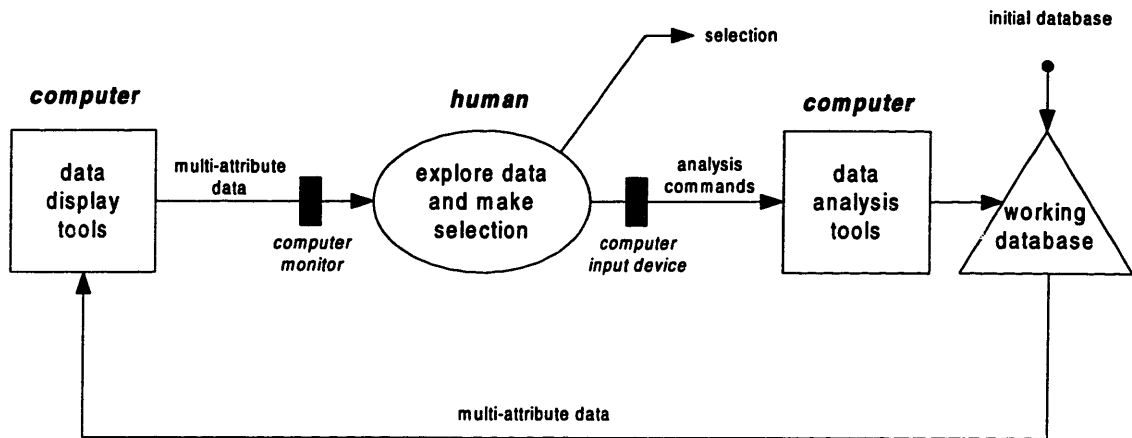 initial database
selection
computer
human
computer
data
display
tools
multi-attribute
data
computer
monitor
explore data
and make
selection
computer
input device
analysis
commands
data
analysis
tools
working
database
multi-attribute data